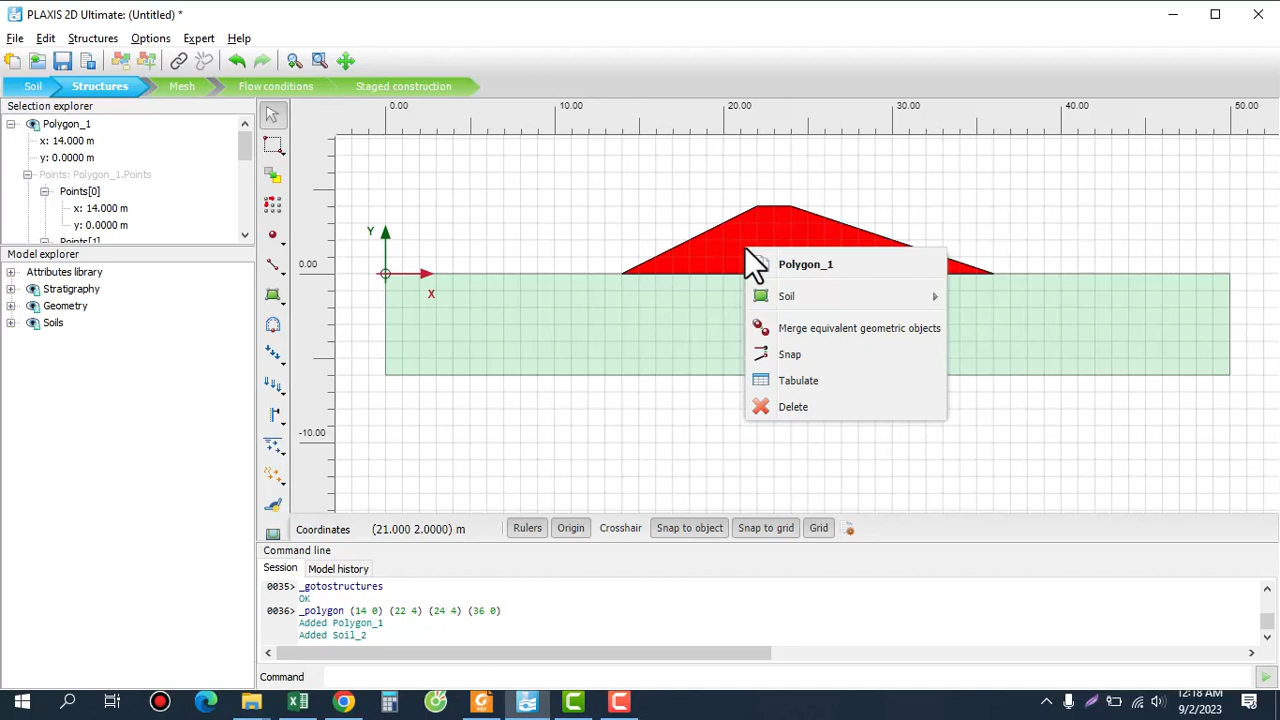 PLAXIS 2D Ultimate: (Untitled) *
File Edit Structures Options Expert Help
Soil Structures Mesh Flow conditions Staged construction
Selection explorer
Polygon_1
x: 14.000 m
y: 0.0000 m
Points: Polygon_1.Points
Points[0]
x: 14.000 m
y: 0.0000 m
Points[1]
Model explorer
Attributes library
Stratigraphy
Geometry
Soils
0.00 10.00 20.00 30.00 40.00 50.00
0.00
-10.00
Y
X
Polygon_1
Soil
Merge equivalent geometric objects
Snap
Tabulate
Delete
Coordinates (21.000 2.0000) m Rulers Origin Crosshair Snap to object Snap to grid Grid
Command line
Session Model history
0035> _gotostructures
OK
0036> _polygon (14 0) (22 4) (24 4) (36 0)
Added Polygon_1
Added Soil_2
Command
12:18 AM
9/2/2023